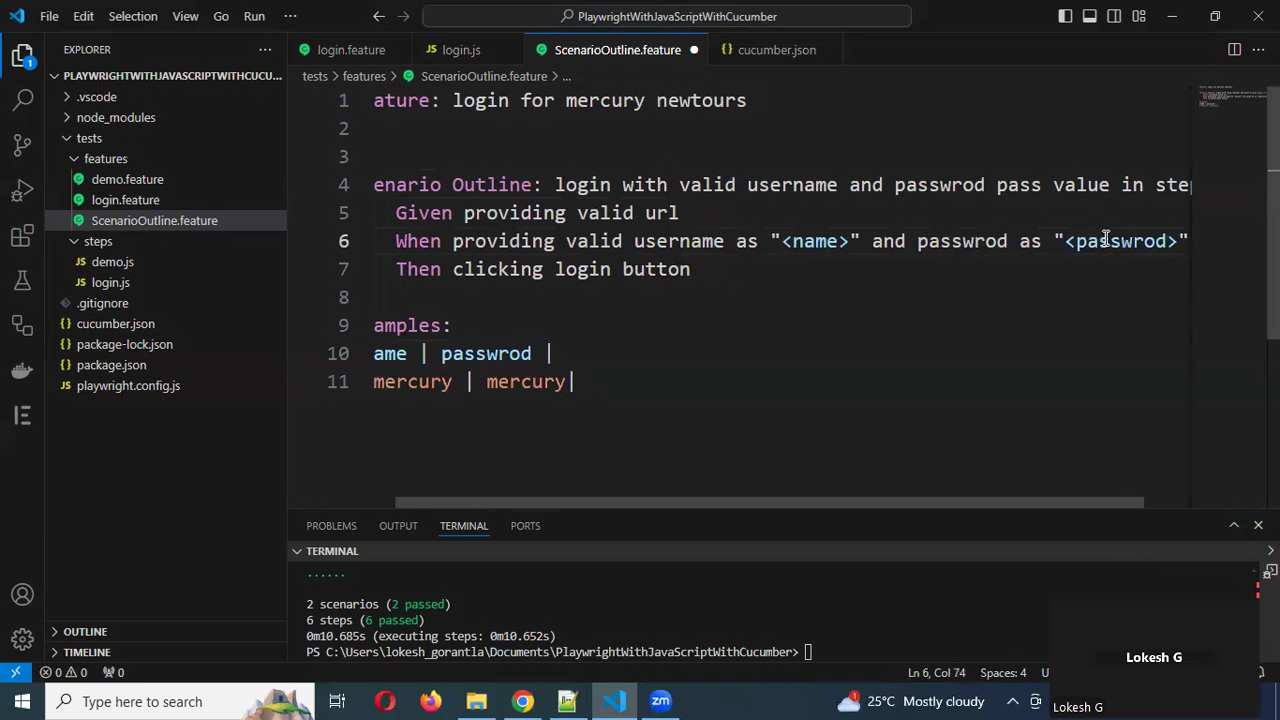 File Edit Selection View Go Run ··· PlaywrightWithJavaScriptWithCucumber
EXPLORER ··· login.feature login.js ScenarioOutline.feature ● cucumber.json ···
PLAYWRIGHTWITHJAVASCRIPTWITHCUCU...
tests > features > ScenarioOutline.feature > ...
.vscode
node_modules
tests
features
demo.feature
login.feature
ScenarioOutline.feature
steps
demo.js
login.js
.gitignore
cucumber.json
package-lock.json
package.json
playwright.config.js
1 ature: login for mercury newtours
2
3
4 enario Outline: login with valid username and passwrod pass value in step
5 Given providing valid url
6 When providing valid username as "<name>" and passwrod as "<passwrod>"
7 Then clicking login button
8
9 amples:
10 ame | passwrod |
11 mercury | mercury|
PROBLEMS OUTPUT TERMINAL PORTS
TERMINAL
......
2 scenarios (2 passed)
6 steps (6 passed)
0m10.685s (executing steps: 0m10.652s)
PS C:\Users\lokesh_gorantla\Documents\PlaywrightWithJavaScriptWithCucumber>
OUTLINE
TIMELINE
1
0 0 0 Ln 6, Col 74 Spaces: 4 U
Lokesh G
Lokesh G
Type here to search zm 25°C Mostly cloudy